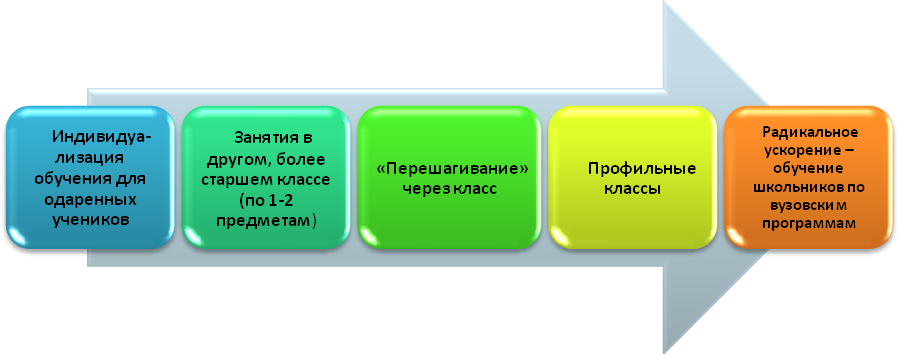 Индивидуа-
лизация
обучения для
одаренных
учеников
Занятия в
другом, более
старшем классе
(по 1-2
предметам)
«Перешагивание»
через класс
Профильные
классы
Радикальное
ускорение –
обучение
школьников по
вузовским
программам